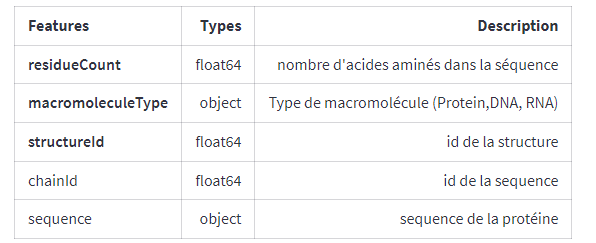 Features Types Description
residueCount float64 nombre d'acides aminés dans la séquence
macromoleculeType object Type de macromolécule (Protein,DNA, RNA)
structureId float64 id de la structure
chainId float64 id de la sequence
sequence object sequence de la protéine